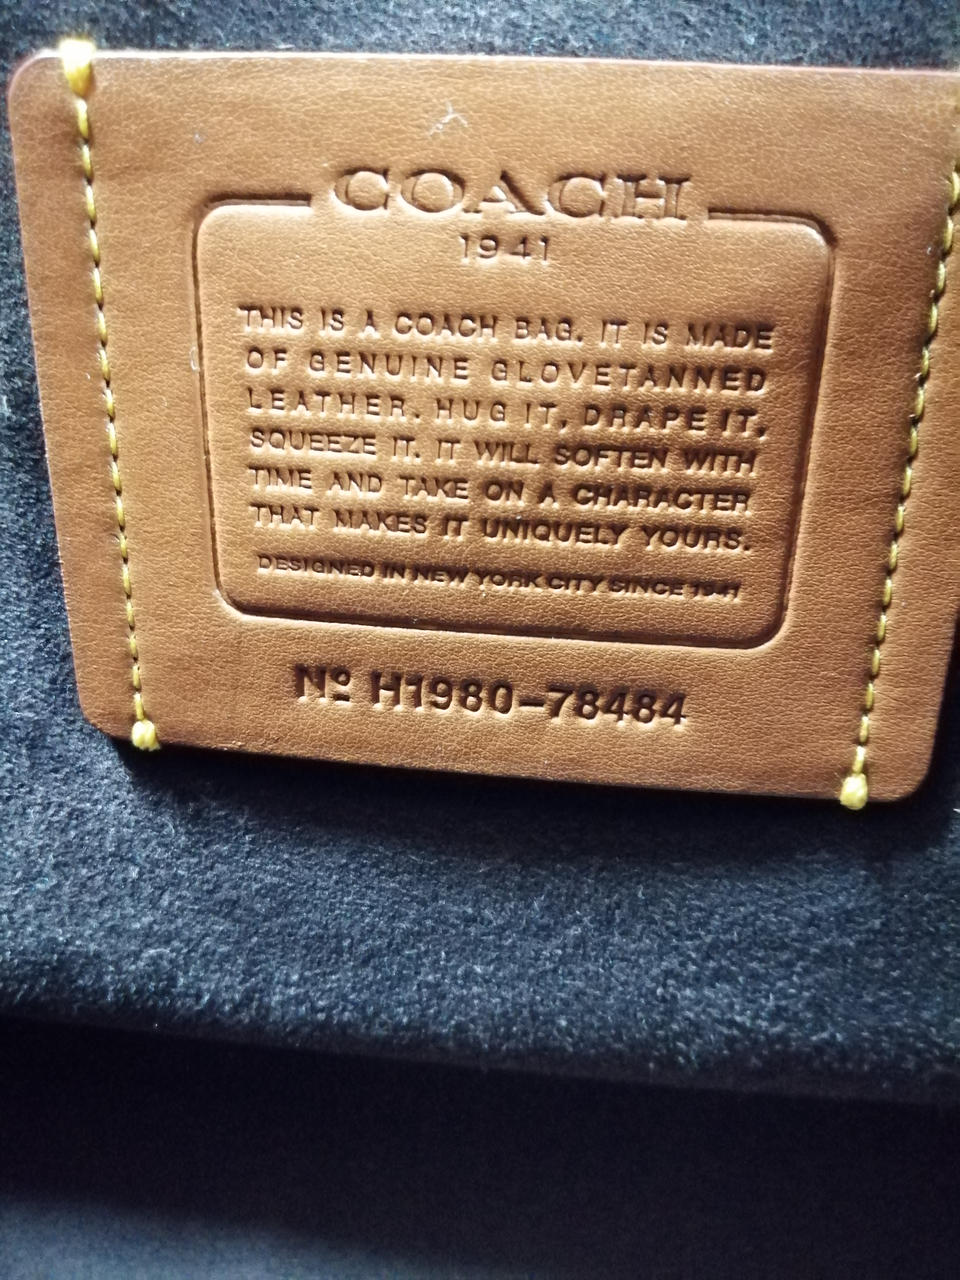 COACH
1941
THIS IS A COACH BAG. IT IS MADE
OF GENUINE GLOVETANNED
LEATHER. HUG IT, DRAPE IT,
SQUEEZE IT. IT WILL SOFTEN WITH
TIME AND TAKE ON A CHARACTER
THAT MAKES IT UNIQUELY YOURS.
DESIGNED IN NEW YORK CITY SINCE 1941
Nº H1980-78484